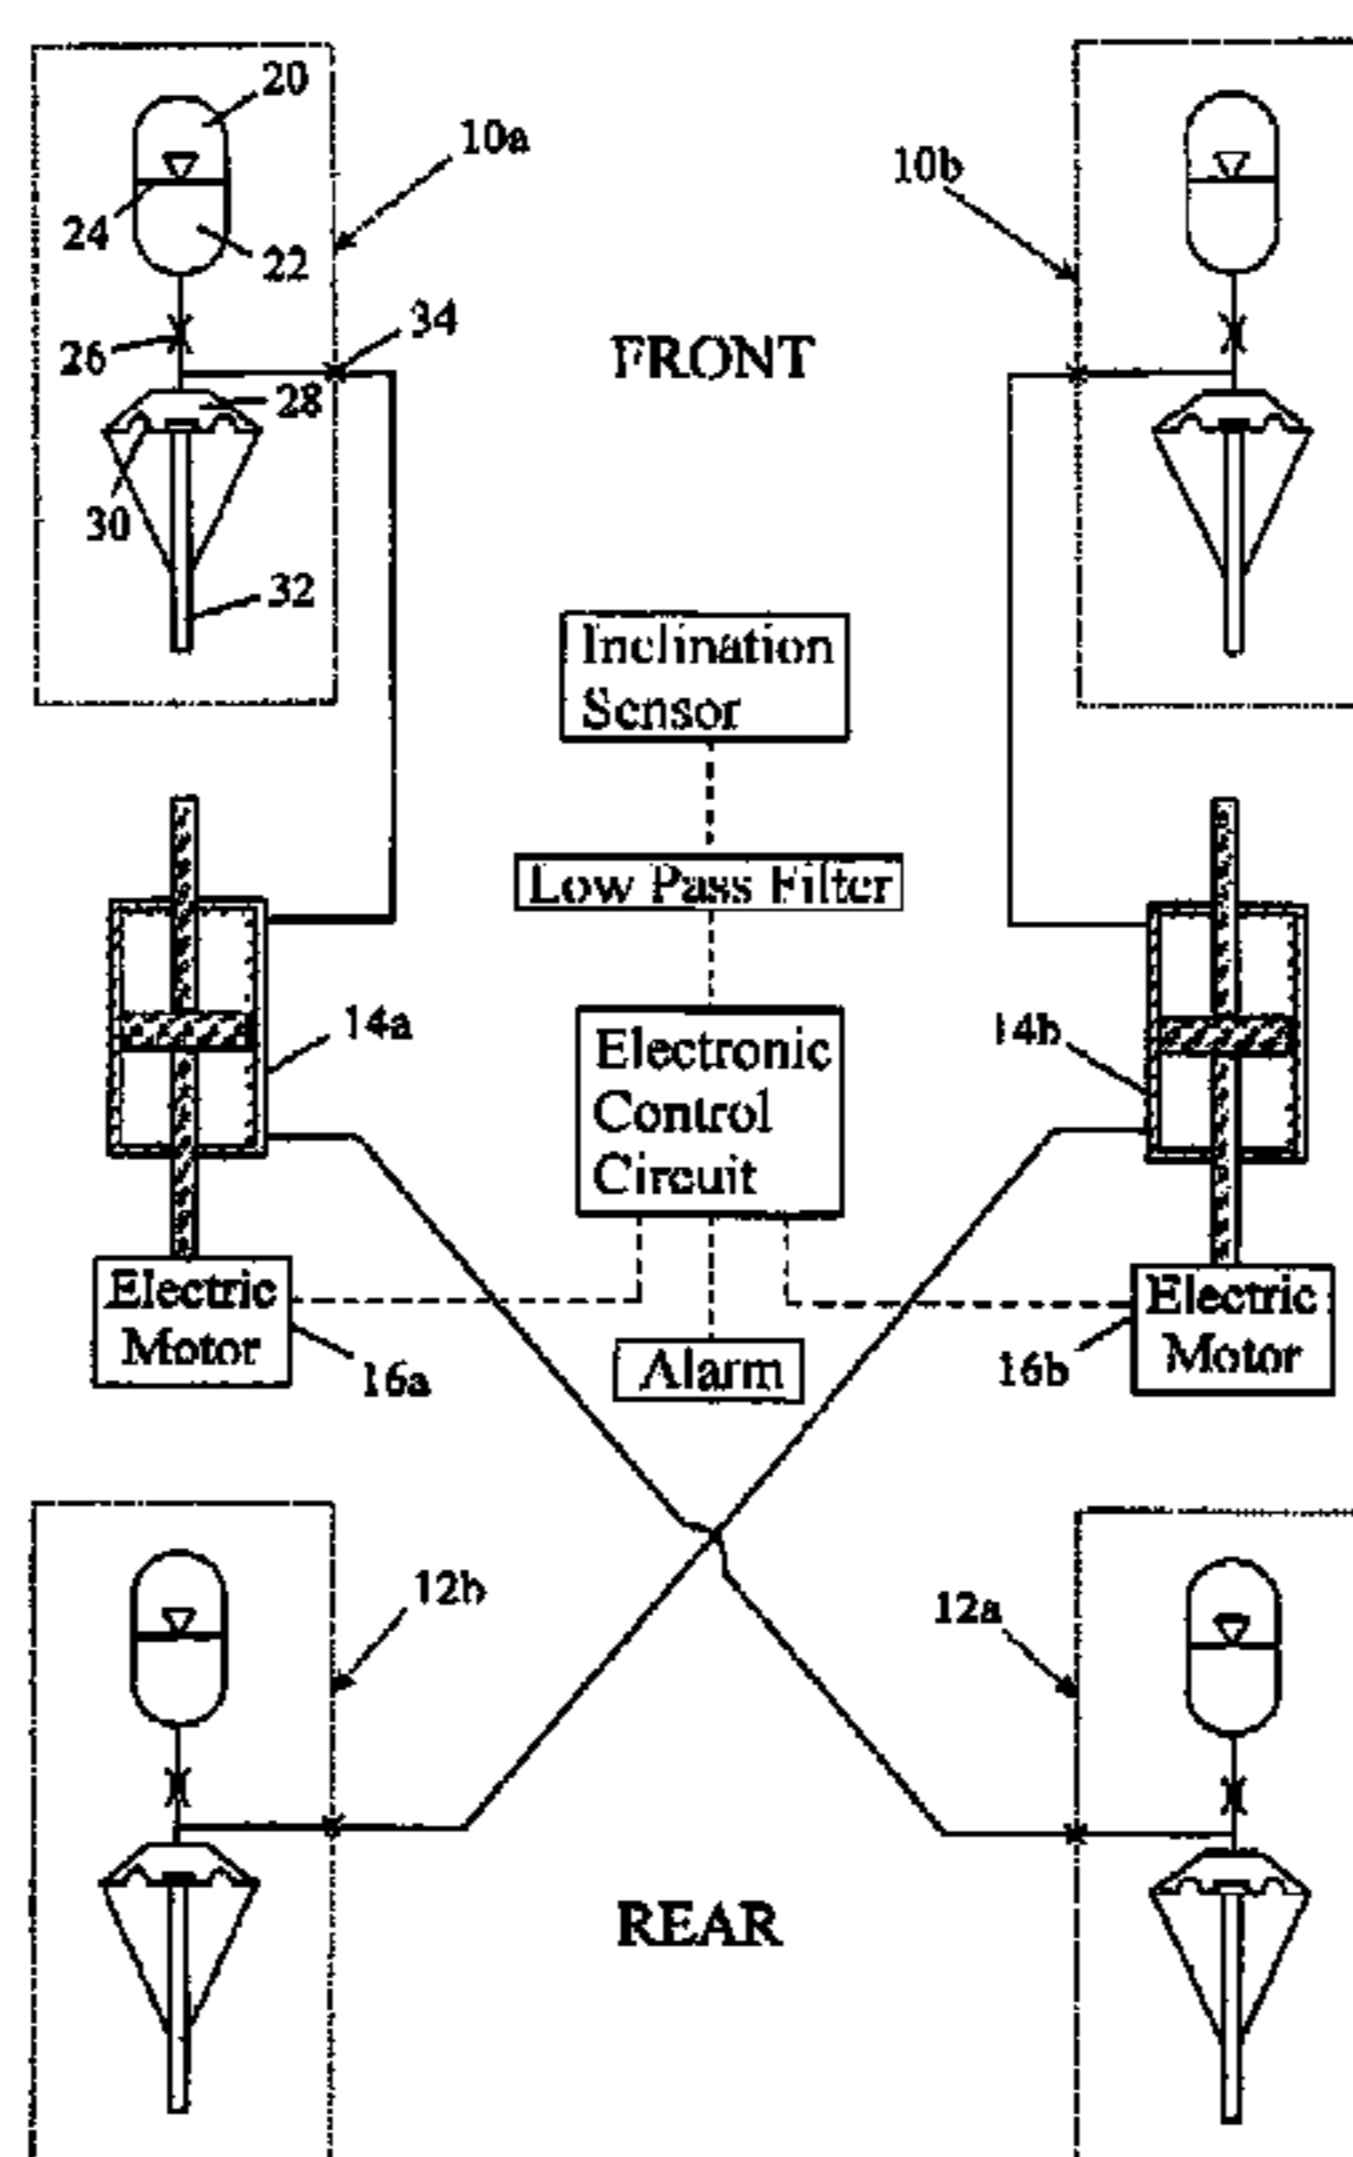 20
10a
10b
24
22
34
26
FRONT
28
30
32
Inclination
Sensor
Low Pass Filter
14a
Electronic
Control
Circuit
14b
Electric
Motor
16a
Alarm
16b
Electric
Motor
12b
12a
REAR